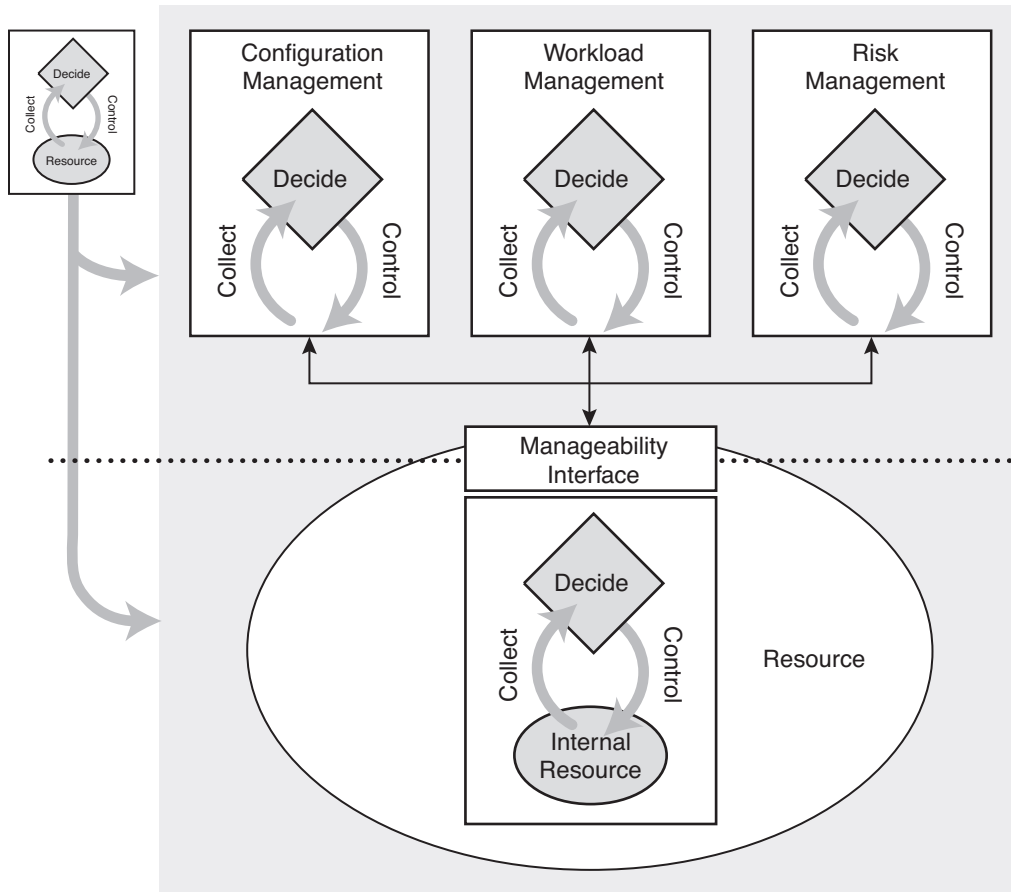 Decide
Collect
Control
Resource
Configuration
Management
Decide
Collect
Control
Workload
Management
Decide
Collect
Control
Risk
Management
Decide
Collect
Control
Manageability
Interface
Decide
Collect
Control
Internal
Resource
Resource